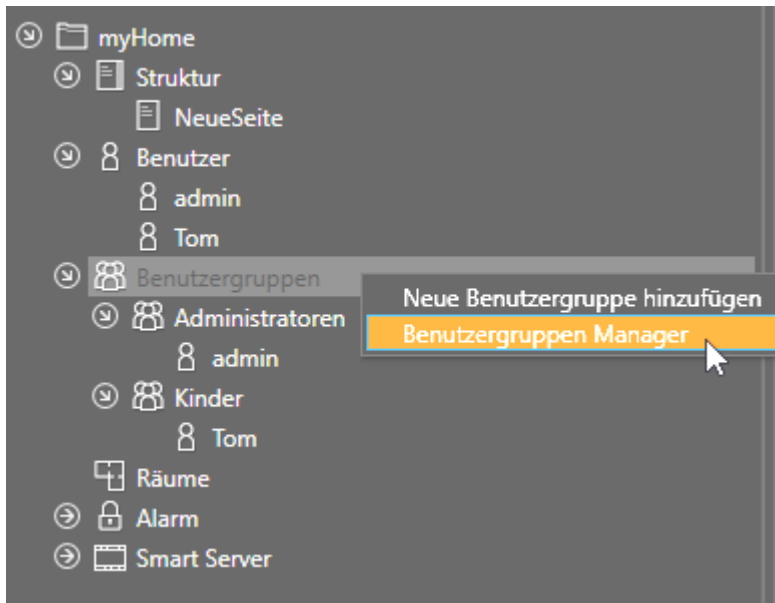 myHome
Struktur
NeueSeite
Benutzer
admin
Tom
Benutzergruppen
Neue Benutzergruppe hinzufügen
Administratoren
Benutzergruppen Manager
admin
Kinder
Tom
Räume
Alarm
Smart Server